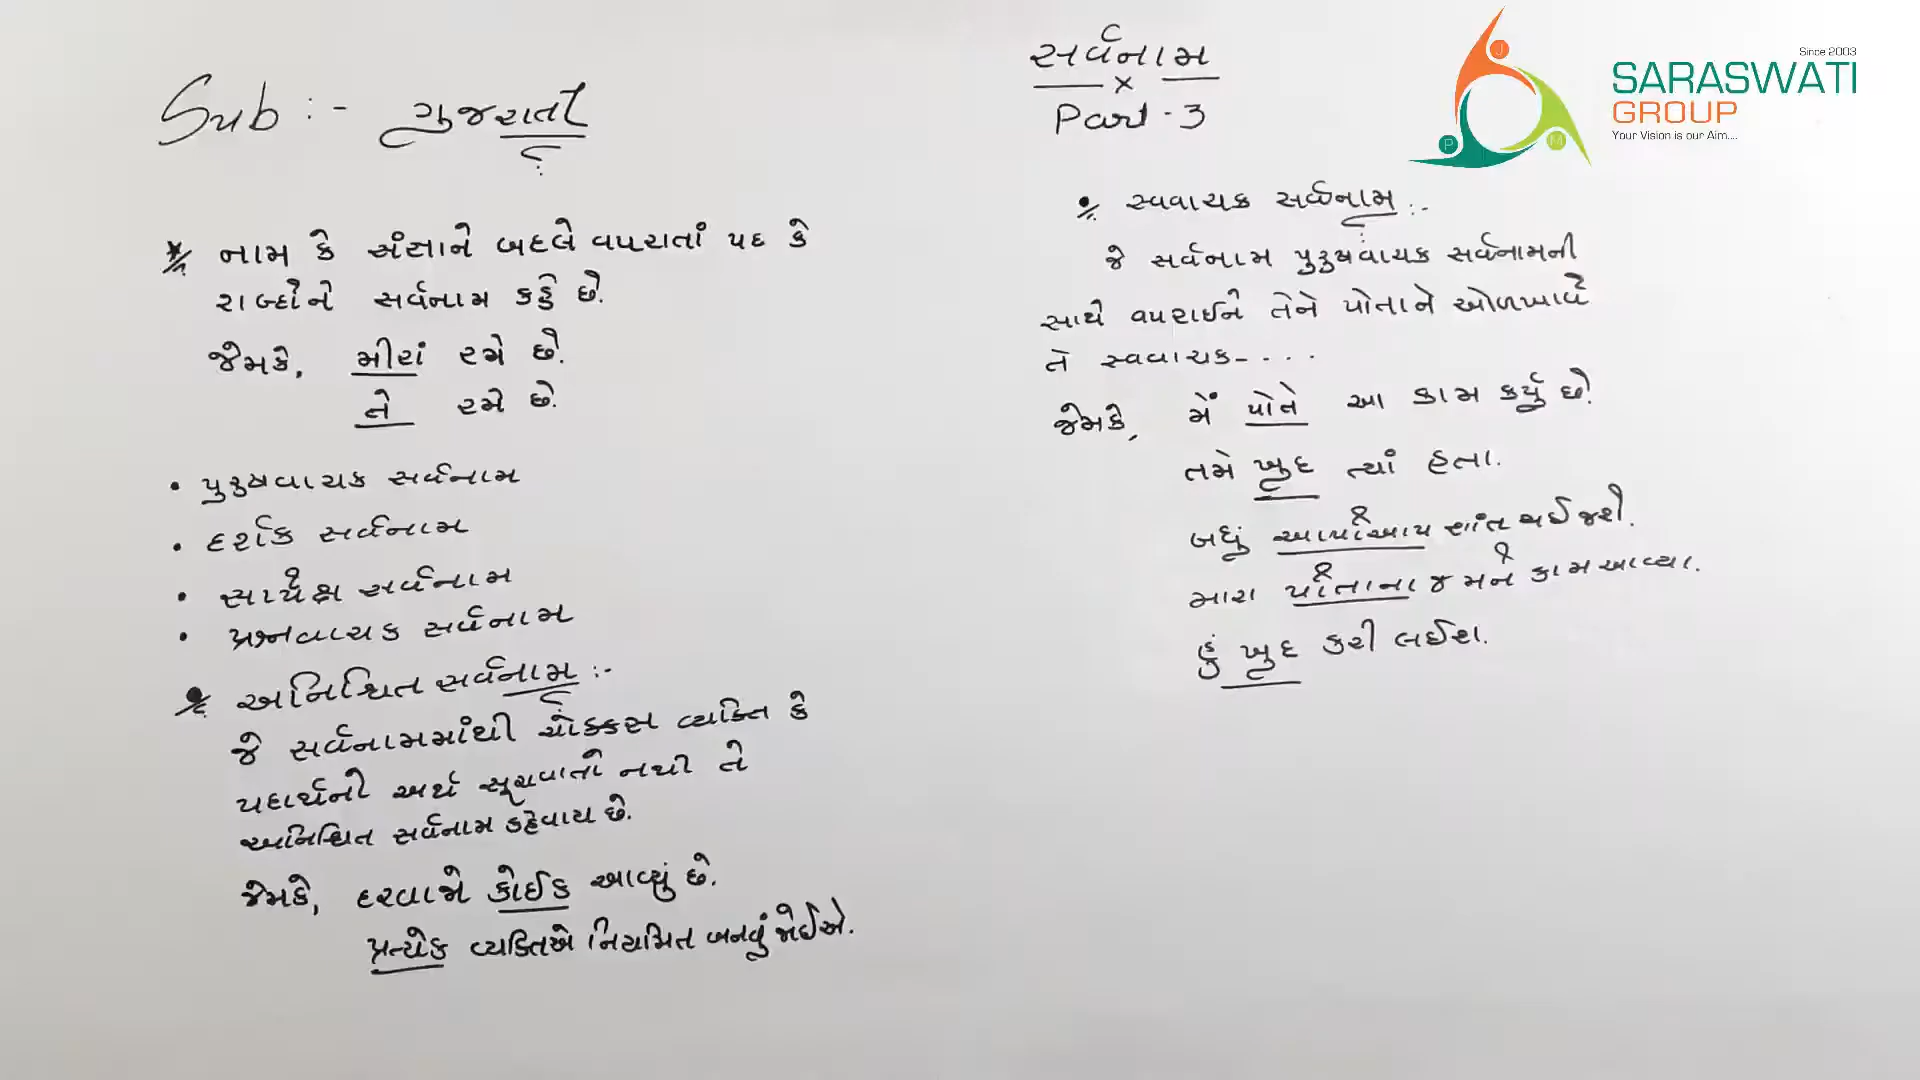 Sub :- ગુજરાતી
* નામ કે સંજ્ઞાને બદલે વપરાતાં પદ કે
શબ્દોને સર્વનામ કહે છે.
જેમકે, મીરાં રમે છે.
તે રમે છે.
• પુરુષવાચક સર્વનામ
• દર્શક સર્વનામ
• સાપેક્ષ સર્વનામ
• પ્રશ્નવાચક સર્વનામ
* અનિશ્ચિત સર્વનામ :-
જે સર્વનામમાંથી ચોક્કસ વ્યક્તિ કે
પદાર્થનો અર્થ સૂચવાતો નથી તે
અનિશ્ચિત સર્વનામ કહેવાય છે.
જેમકે, દરવાજે કોઈક આવ્યું છે.
પ્રત્યેક વ્યક્તિએ નિયમિત બનવું જોઈએ.
સર્વનામ
x
Part - 3
* સ્વવાચક સર્વનામ :-
જે સર્વનામ પુરુષવાચક સર્વનામની
સાથે વપરાઈને તેને પોતાને ઓળખાવે
તે સ્વવાચક-....
જેમકે, મેં પોતે આ કામ કર્યું છે.
તમે ખુદ ત્યાં હતા.
બધું આપોઆપ શાંત થઈ જશે.
મારા પોતાના જ મને કામ આવ્યા.
હું ખુદ કરી લઈશ.
Since 2003
SARASWATI
GROUP
Your Vision is our Aim....
J
P
M